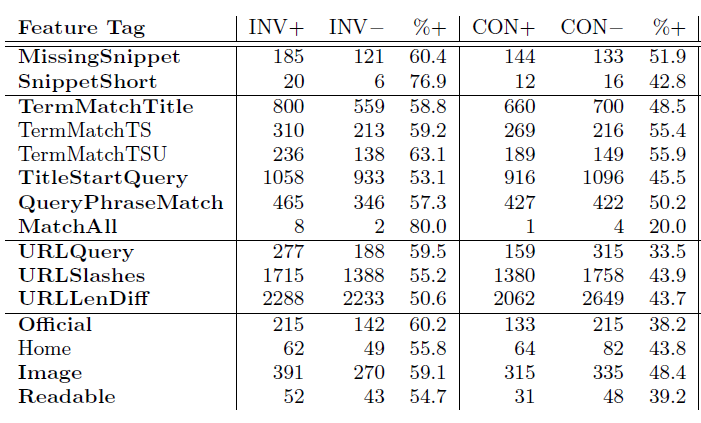 Feature Tag INV+ INV− %+ CON+ CON− %+
MissingSnippet 185 121 60.4 144 133 51.9
SnippetShort 20 6 76.9 12 16 42.8
TermMatchTitle 800 559 58.8 660 700 48.5
TermMatchTS 310 213 59.2 269 216 55.4
TermMatchTSU 236 138 63.1 189 149 55.9
TitleStartQuery 1058 933 53.1 916 1096 45.5
QueryPhraseMatch 465 346 57.3 427 422 50.2
MatchAll 8 2 80.0 1 4 20.0
URLQuery 277 188 59.5 159 315 33.5
URLSlashes 1715 1388 55.2 1380 1758 43.9
URLLenDiff 2288 2233 50.6 2062 2649 43.7
Official 215 142 60.2 133 215 38.2
Home 62 49 55.8 64 82 43.8
Image 391 270 59.1 315 335 48.4
Readable 52 43 54.7 31 48 39.2